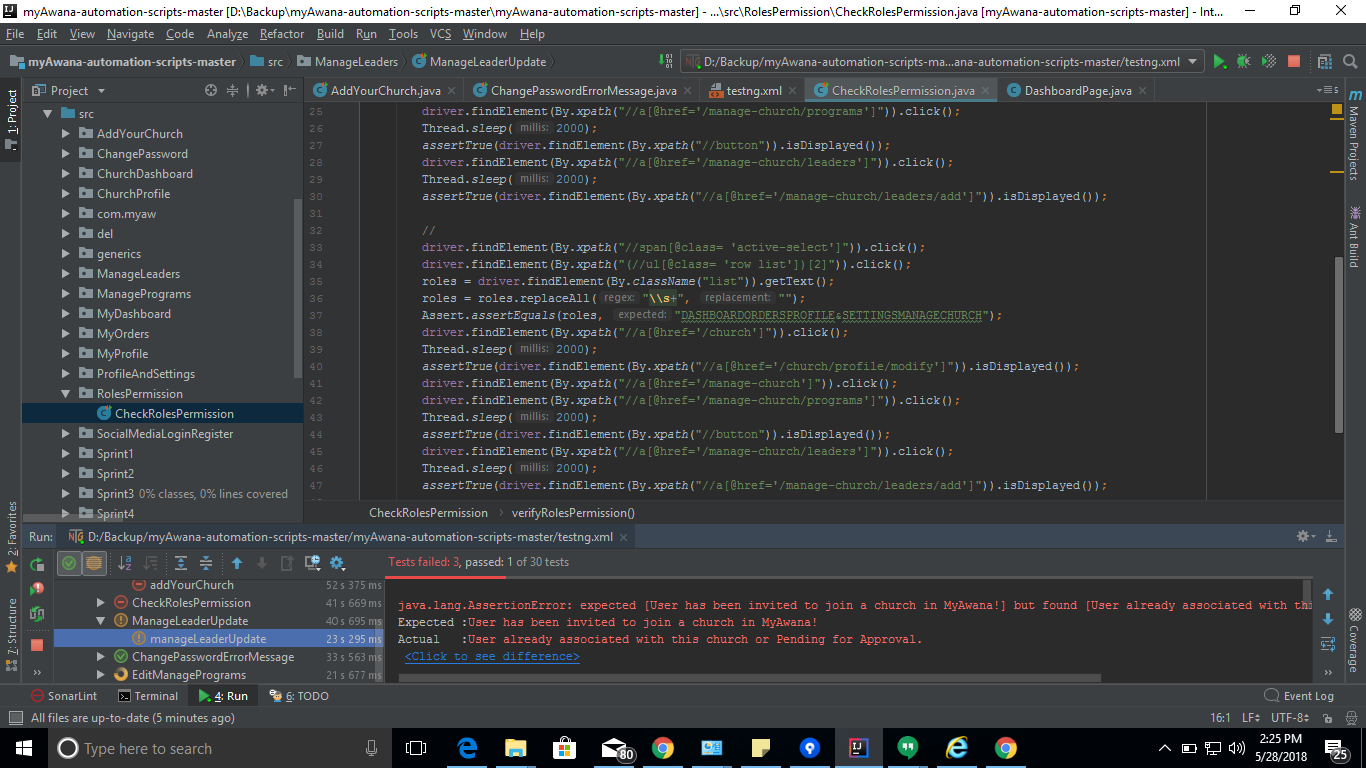 myAwana-automation-scripts-master [D:\Backup\myAwana-automation-scripts-master\myAwana-automation-scripts-master] - ...\src\RolesPermission\CheckRolesPermission.java [myAwana-automation-scripts-master] - Int...
File Edit View Navigate Code Analyze Refactor Build Run Tools VCS Window Help
myAwana-automation-scripts-master src ManageLeaders ManageLeaderUpdate D:/Backup/myAwana-automation-scripts-ma...ana-automation-scripts-master/testng.xml
Project AddYourChurch.java ChangePasswordErrorMessage.java testng.xml CheckRolesPermission.java DashboardPage.java
1: Project
Maven Projects
Ant Build
src
AddYourChurch
ChangePassword
ChurchDashboard
ChurchProfile
com.myaw
del
generics
ManageLeaders
ManagePrograms
MyDashboard
MyOrders
MyProfile
ProfileAndSettings
RolesPermission
CheckRolesPermission
SocialMediaLoginRegister
Sprint1
Sprint2
Sprint3 0% classes, 0% lines covered
Sprint4
25 driver.findElement(By.xpath("//a[@href='/manage-church/programs']")).click();
26 Thread.sleep( millis: 2000);
27 assertTrue(driver.findElement(By.xpath("//button")).isDisplayed());
28 driver.findElement(By.xpath("//a[@href='/manage-church/leaders']")).click();
29 Thread.sleep( millis: 2000);
30 assertTrue(driver.findElement(By.xpath("//a[@href='/manage-church/leaders/add']")).isDisplayed());
31
32 //
33 driver.findElement(By.xpath("//span[@class= 'active-select']")).click();
34 driver.findElement(By.xpath("(//ul[@class= 'row list'])[2]")).click();
35 roles = driver.findElement(By.className("list")).getText();
36 roles = roles.replaceAll( regex: "\\s+", replacement: "");
37 Assert.assertEquals(roles, expected: "DASHBOARDORDERSPROFILE&SETTINGSMANAGECHURCH");
38 driver.findElement(By.xpath("//a[@href='/church']")).click();
39 Thread.sleep( millis: 2000);
40 assertTrue(driver.findElement(By.xpath("//a[@href='/church/profile/modify']")).isDisplayed());
41 driver.findElement(By.xpath("//a[@href='/manage-church']")).click();
42 driver.findElement(By.xpath("//a[@href='/manage-church/programs']")).click();
43 Thread.sleep( millis: 2000);
44 assertTrue(driver.findElement(By.xpath("//button")).isDisplayed());
45 driver.findElement(By.xpath("//a[@href='/manage-church/leaders']")).click();
46 Thread.sleep( millis: 2000);
47 assertTrue(driver.findElement(By.xpath("//a[@href='/manage-church/leaders/add']")).isDisplayed());
CheckRolesPermission verifyRolesPermission()
2: Favorites
7: Structure
Coverage
Run: D:/Backup/myAwana-automation-scripts-master/myAwana-automation-scripts-master/testng.xml
Tests failed: 3, passed: 1 of 30 tests
addYourChurch 52 s 375 ms
CheckRolesPermission 41 s 669 ms
ManageLeaderUpdate 40 s 695 ms
manageLeaderUpdate 23 s 295 ms
ChangePasswordErrorMessage 33 s 563 ms
EditManagePrograms 21 s 677 ms
java.lang.AssertionError: expected [User has been invited to join a church in MyAwana!] but found [User already associated with thi
Expected :User has been invited to join a church in MyAwana!
Actual :User already associated with this church or Pending for Approval.
<Click to see difference>
SonarLint Terminal 4: Run 6: TODO Event Log
All files are up-to-date (5 minutes ago) 16:1 LF÷ UTF-8÷
Type here to search 80 2:25 PM
5/28/2018 25